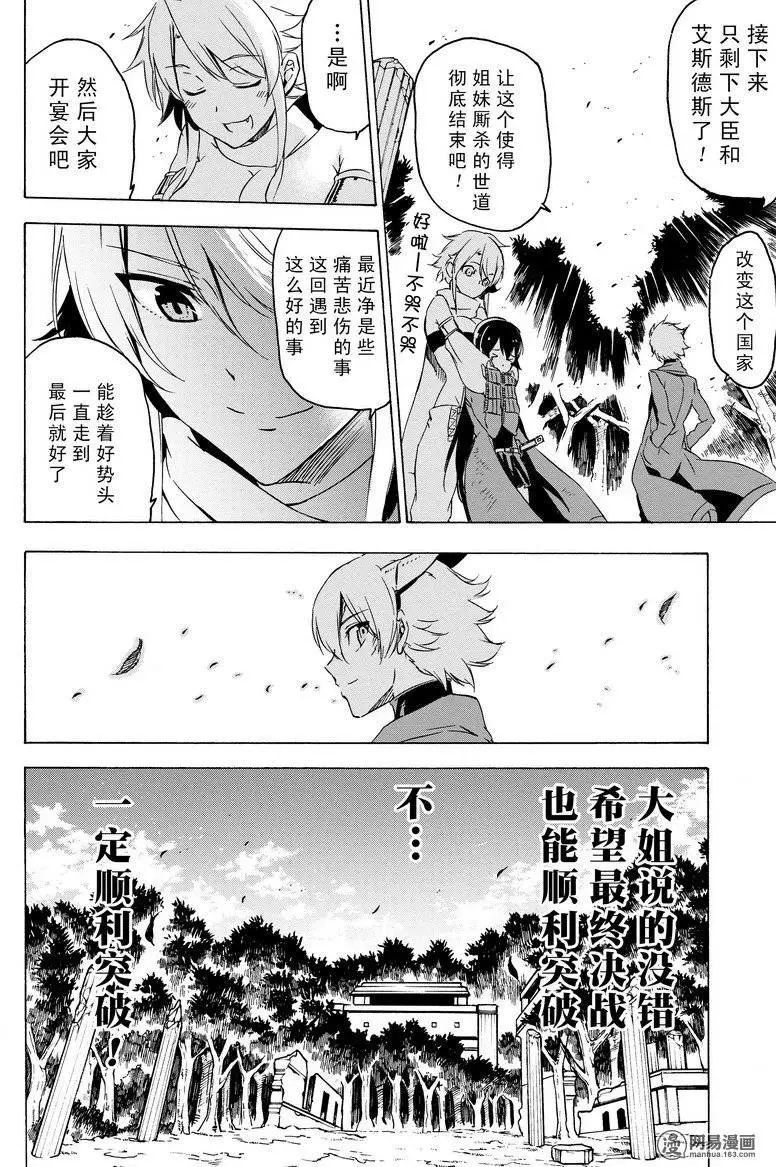 接下来
只剩下大臣和
艾斯德斯了！
让这个使得
姐妹厮杀的世道
彻底结束吧！
改变这个国家
好啦—不哭不哭
…是啊
然后大家
开宴会吧
最近净是些
痛苦悲伤的事
这回遇到
这么好的事
能趁着好势头
一直走到
最后就好了
大姐说的没错
希望最终决战
也能顺利突破
不…
一定顺利突破！
网易漫画
manhua.163.com